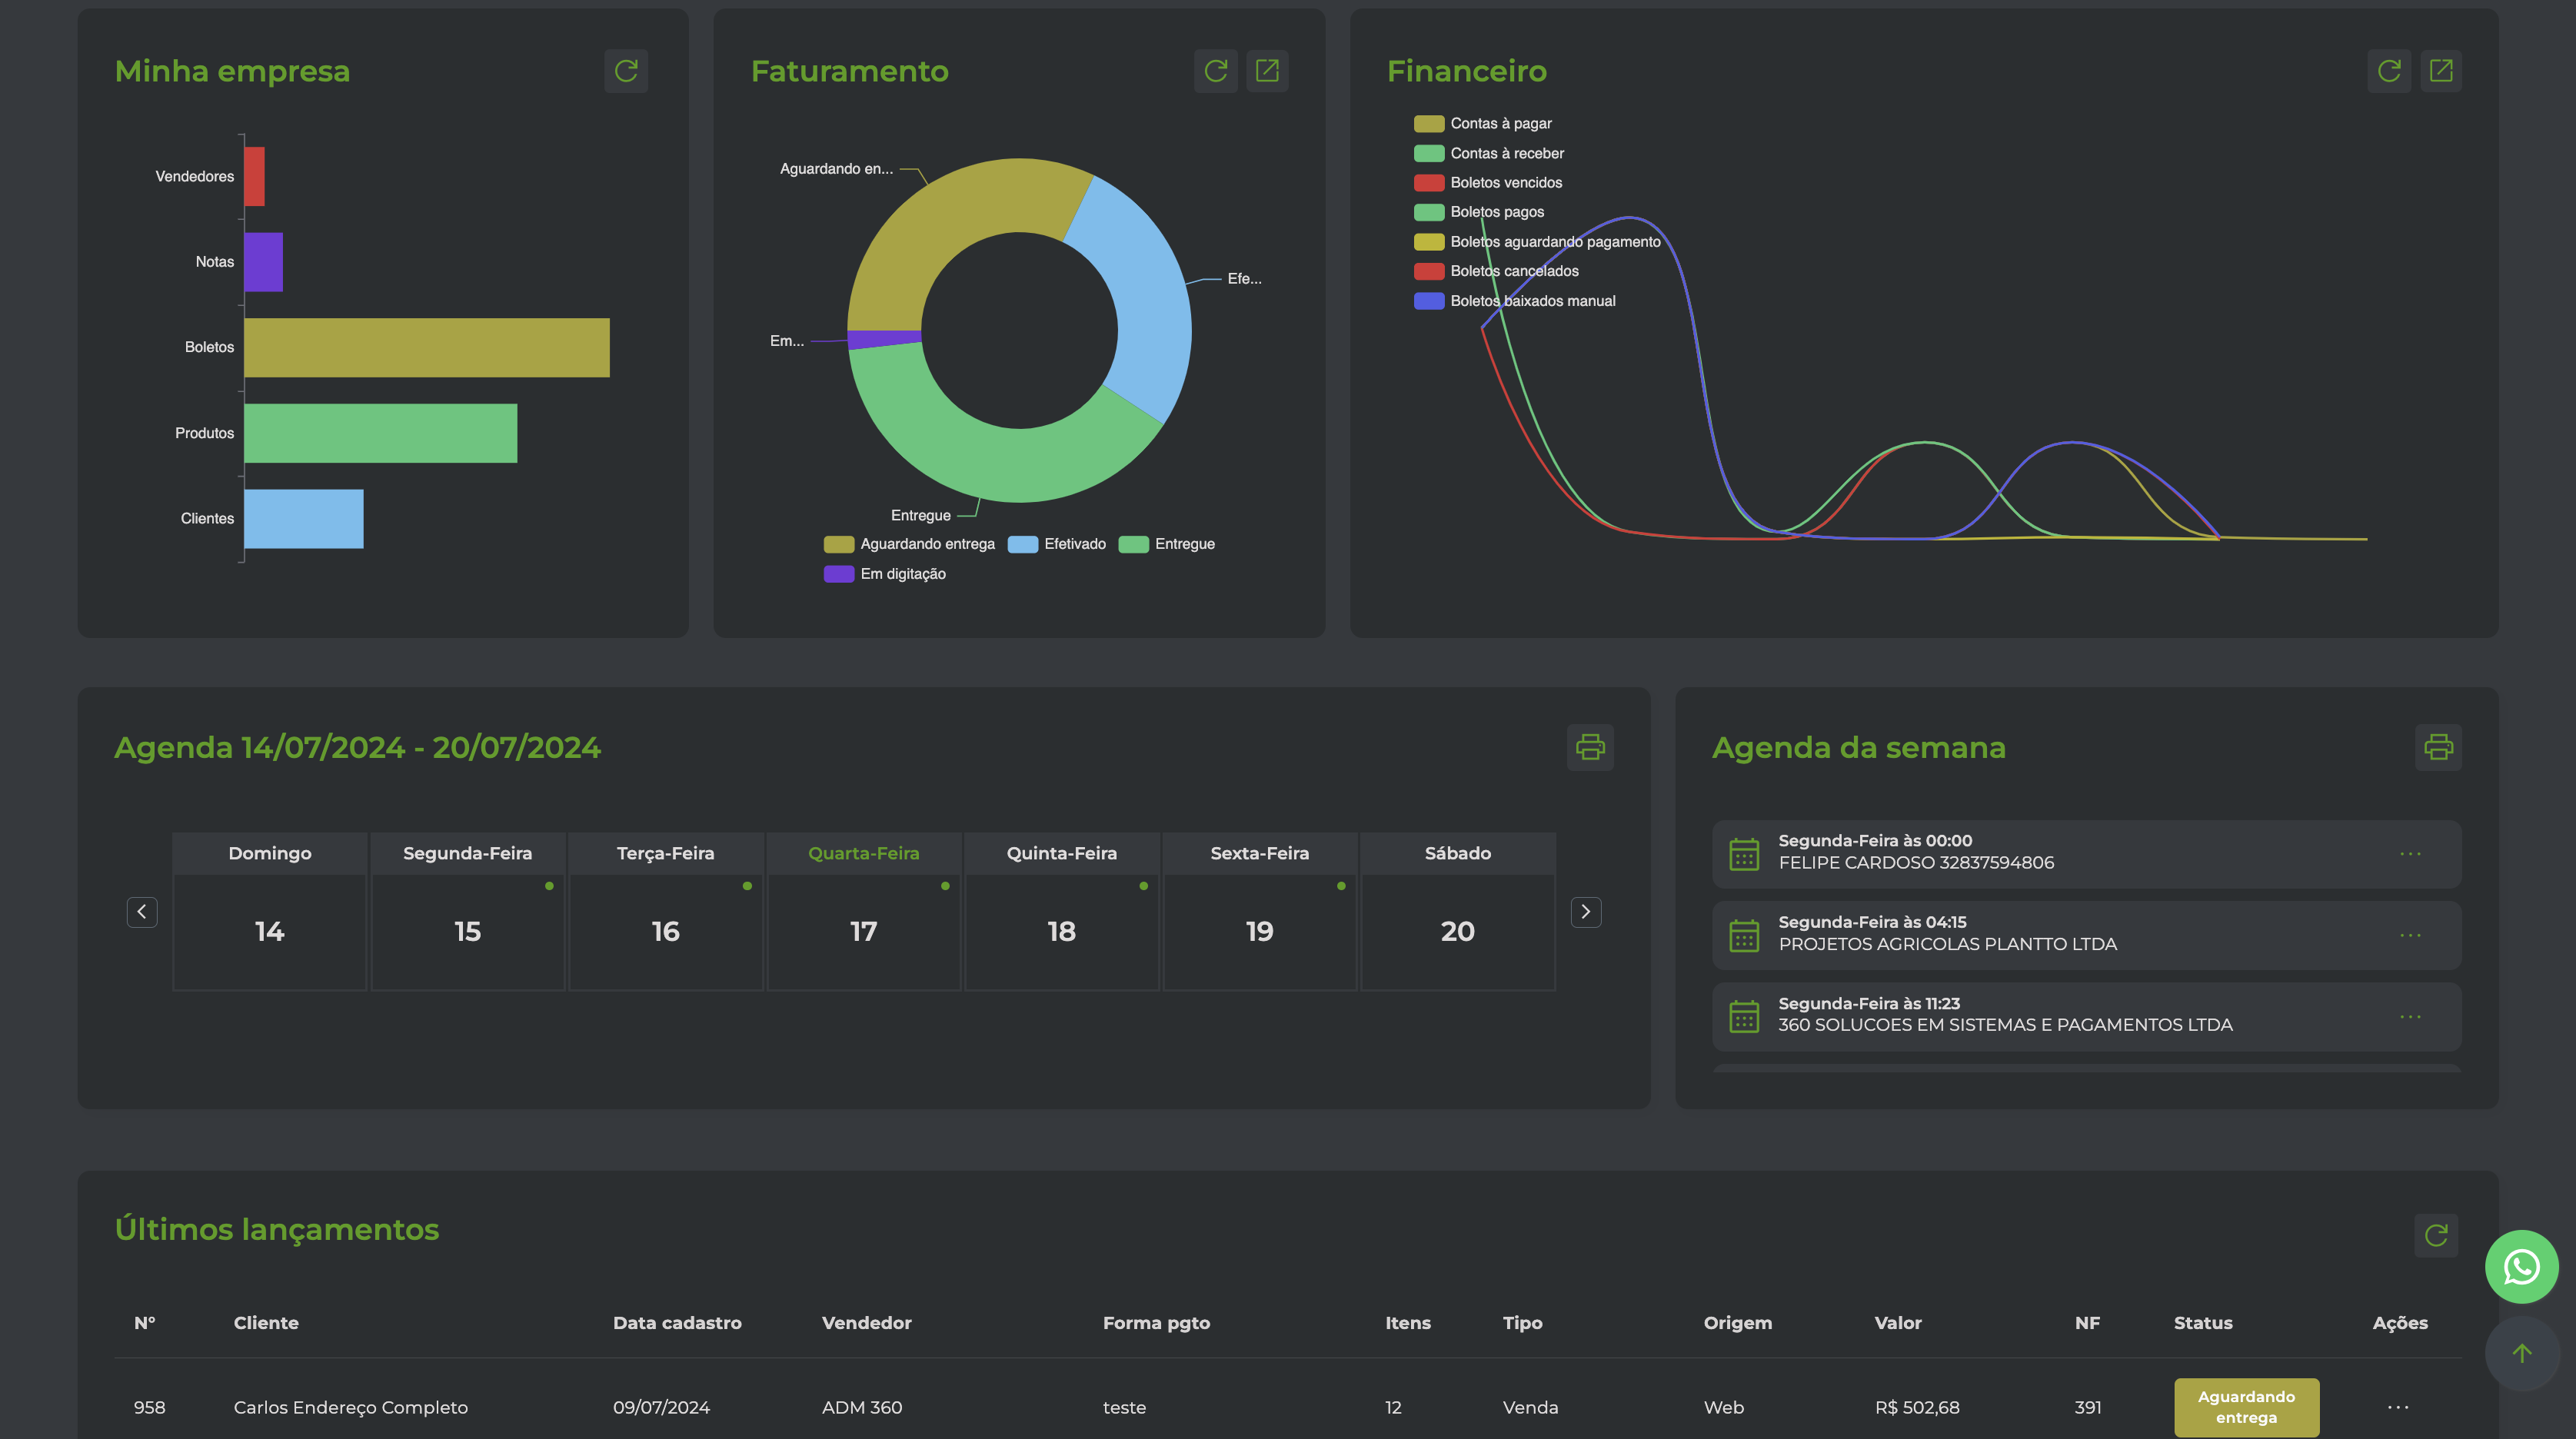 Minha empresa
Vendedores
Notas
Boletos
Produtos
Clientes
Faturamento
Aguardando en...
Efe...
Em...
Entregue
Aguardando entrega Efetivado Entregue
Em digitação
Financeiro
Contas à pagar
Contas à receber
Boletos vencidos
Boletos pagos
Boletos aguardando pagamento
Boletos cancelados
Boletos baixados manual
Agenda 14/07/2024 - 20/07/2024
Domingo Segunda-Feira Terça-Feira Quarta-Feira Quinta-Feira Sexta-Feira Sábado
14 15 16 17 18 19 20
Agenda da semana
Segunda-Feira às 00:00
FELIPE CARDOSO 32837594806
Segunda-Feira às 04:15
PROJETOS AGRICOLAS PLANTTO LTDA
Segunda-Feira às 11:23
360 SOLUCOES EM SISTEMAS E PAGAMENTOS LTDA
Últimos lançamentos
Nº Cliente Data cadastro Vendedor Forma pgto Itens Tipo Origem Valor NF Status Ações
958 Carlos Endereço Completo 09/07/2024 ADM 360 teste 12 Venda Web R$ 502,68 391 Aguardando
entrega